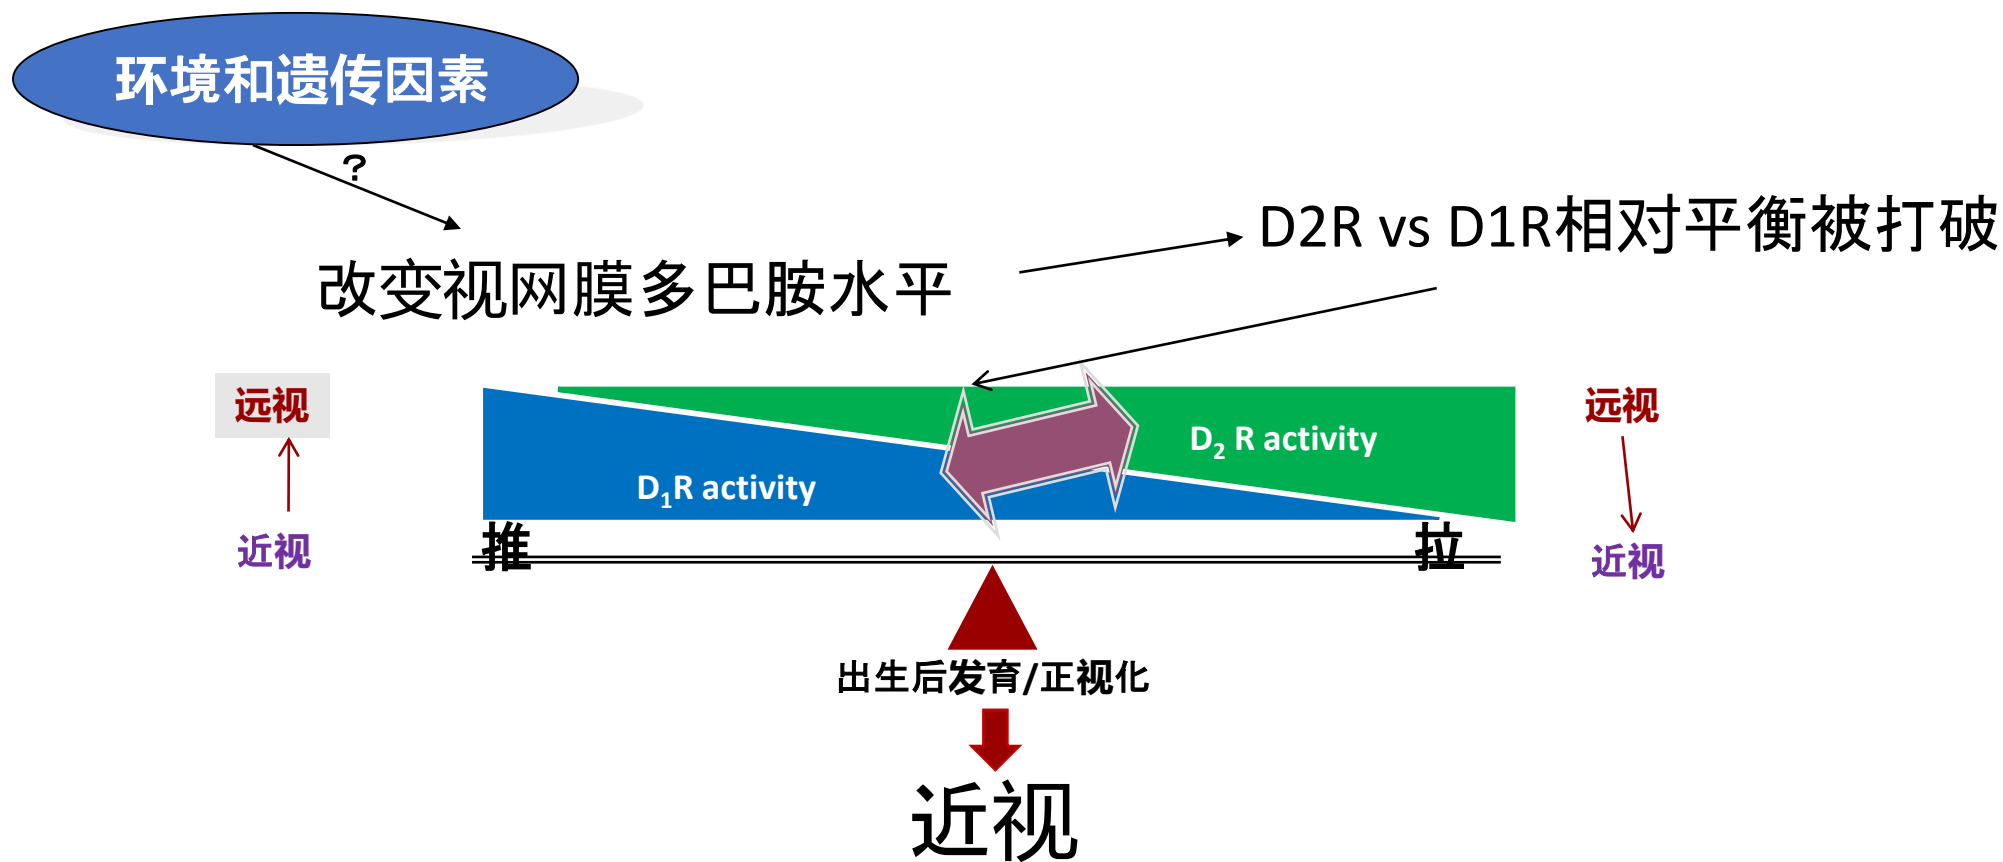 环境和遗传因素
？
D2R vs D1R相对平衡被打破
改变视网膜多巴胺水平
远视
远视
D₂ R activity
D₁R activity
推
拉
近视
近视
出生后发育/正视化
近视